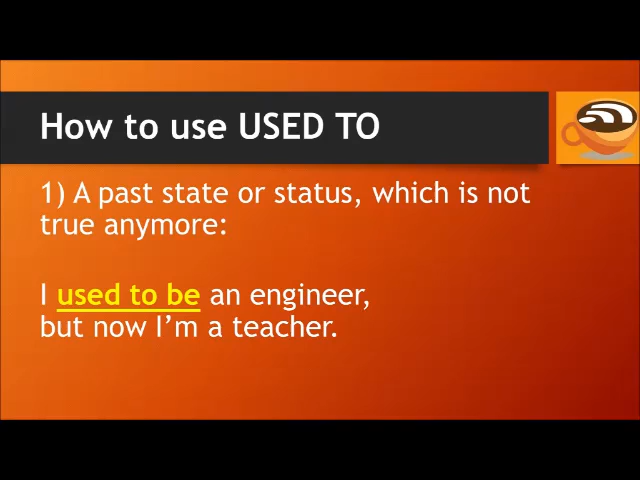 How to use USED TO
1) A past state or status, which is not
true anymore:
I used to be an engineer,
but now I’m a teacher.